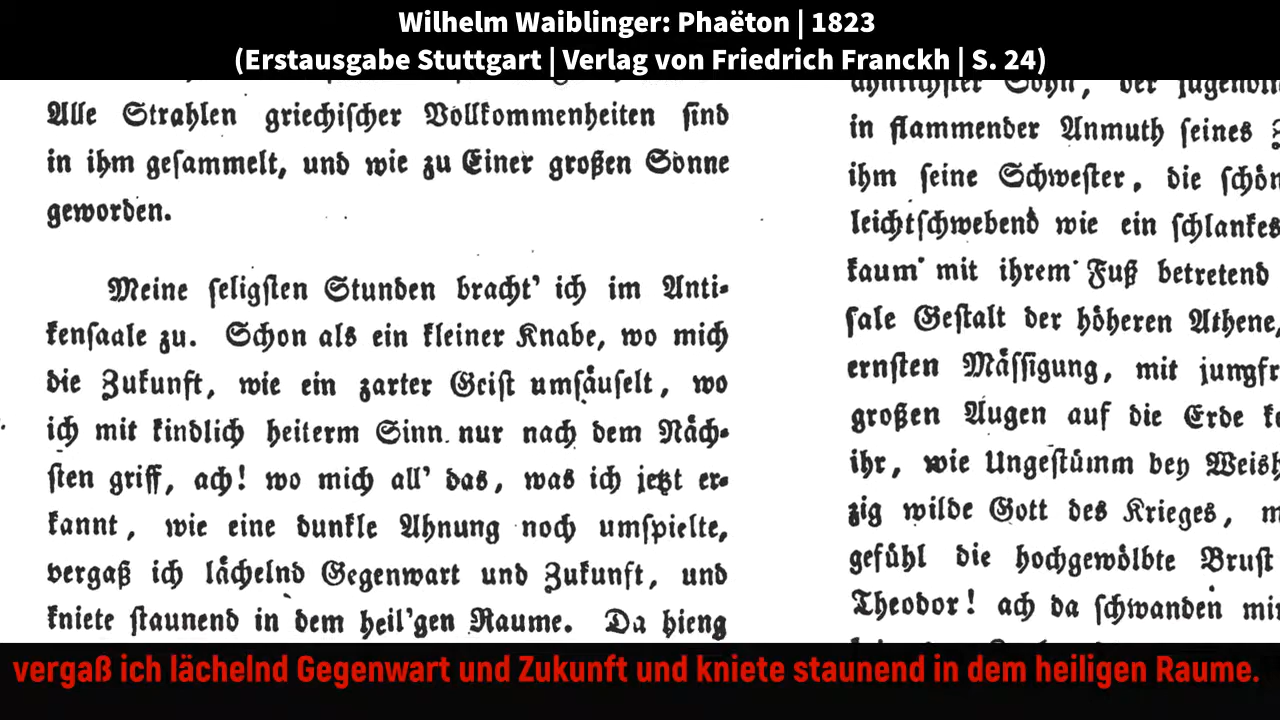 Wilhelm Waiblinger: Phaëton | 1823
(Erstausgabe Stuttgart | Verlag von Friedrich Franckh | S. 24)
Alle Strahlen griechischer Vollkommenheiten sind
in ihm gesammelt, und wie zu Einer großen Sonne
geworden.
Meine seligsten Stunden bracht’ ich im Anti-
kensaale zu. Schon als ein kleiner Knabe, wo mich
die Zukunft, wie ein zarter Geist umsäuselt, wo
ich mit kindlich heiterm Sinn nur nach dem Näch-
sten griff, ach! wo mich all’ das, was ich jetzt er-
kannt, wie eine dunkle Ahnung noch umspielte,
vergaß ich lächelnd Gegenwart und Zukunft, und
kniete staunend in dem heil’gen Raume. Da hieng
ähnlichster Sohn, der
in flammender Anmuth seines
ihm seine Schwester, die
leichtschwebend wie ein schlankes
kaum mit ihrem Fuß betretend
sale Gestalt der höheren Athene,
ernsten Mässigung, mit
großen Augen auf die Erde
ihr, wie Ungestümm bey
zig wilde Gott des Krieges,
gefühl die hochgewölbte Brust
Theodor! ach da schwanden
vergaß ich lächelnd Gegenwart und Zukunft und kniete staunend in dem heiligen Raume.